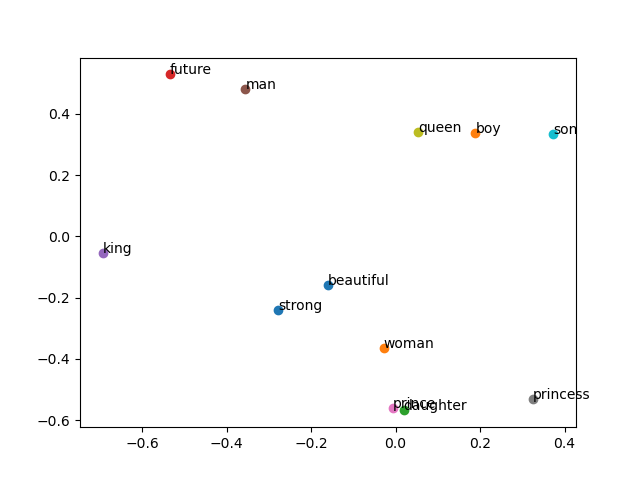 future
man
0.4
queen
boy
son
0.2
0.0
king
beautiful
−0.2
strong
woman
−0.4
princess
prince
daughter
−0.6
−0.6 −0.4 −0.2 0.0 0.2 0.4